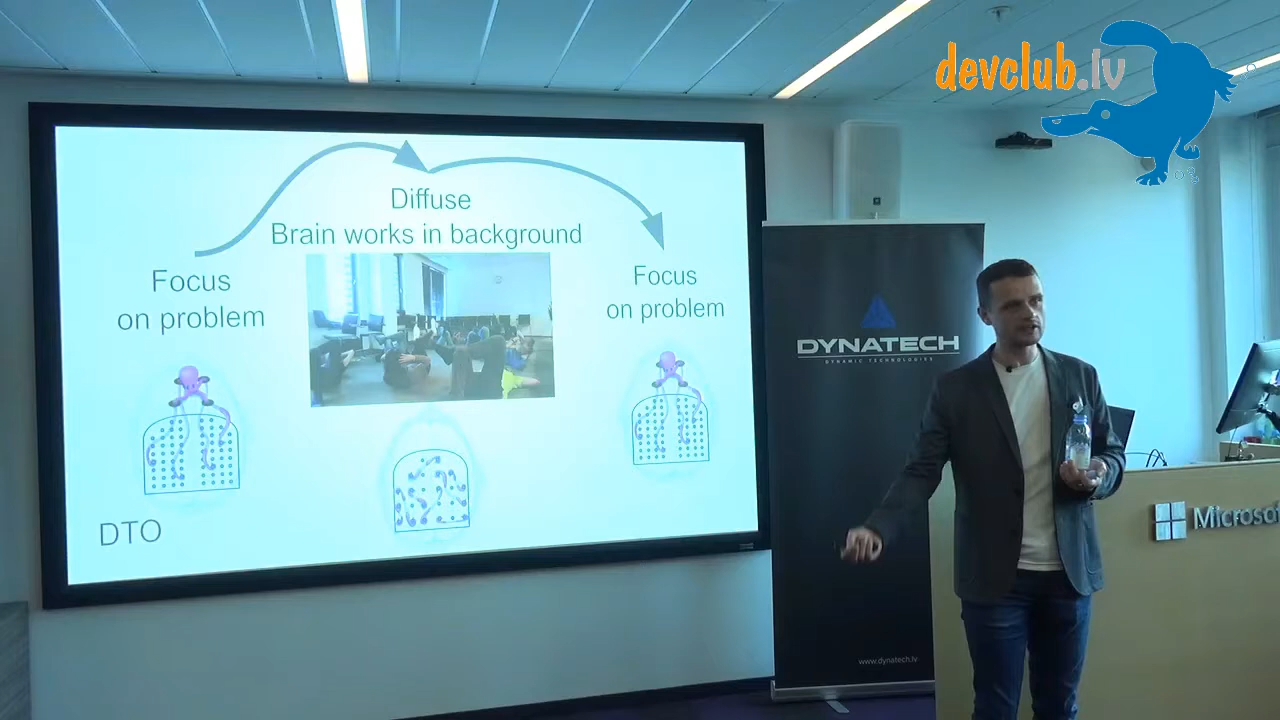 devclub.lv
Diffuse
Brain works in background
Focus
on problem
Focus
on problem
DTO
DYNATECH
DYNAMIC TECHNOLOGIES
www.dynatech.lv
Microsof